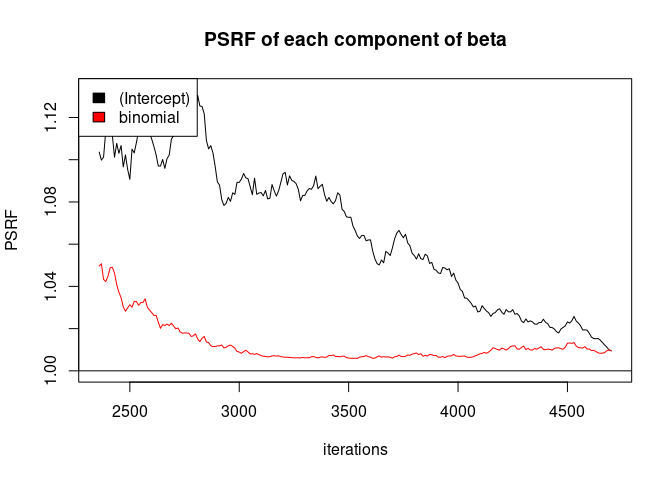 PSRF of each component of beta
(Intercept)
binomial
PSRF
1.12
1.08
1.04
1.00
2500 3000 3500 4000 4500
iterations